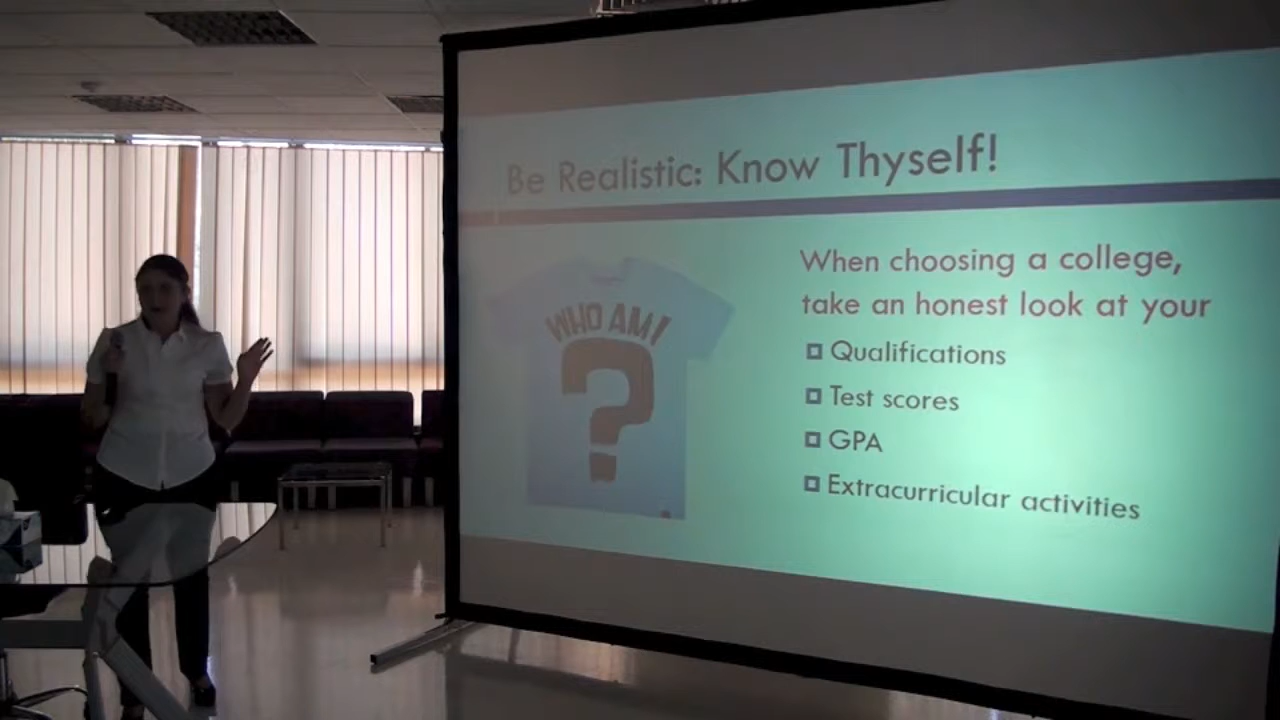 Be Realistic: Know Thyself!
WHO AM I
?
When choosing a college,
take an honest look at your
Qualifications
Test scores
GPA
Extracurricular activities